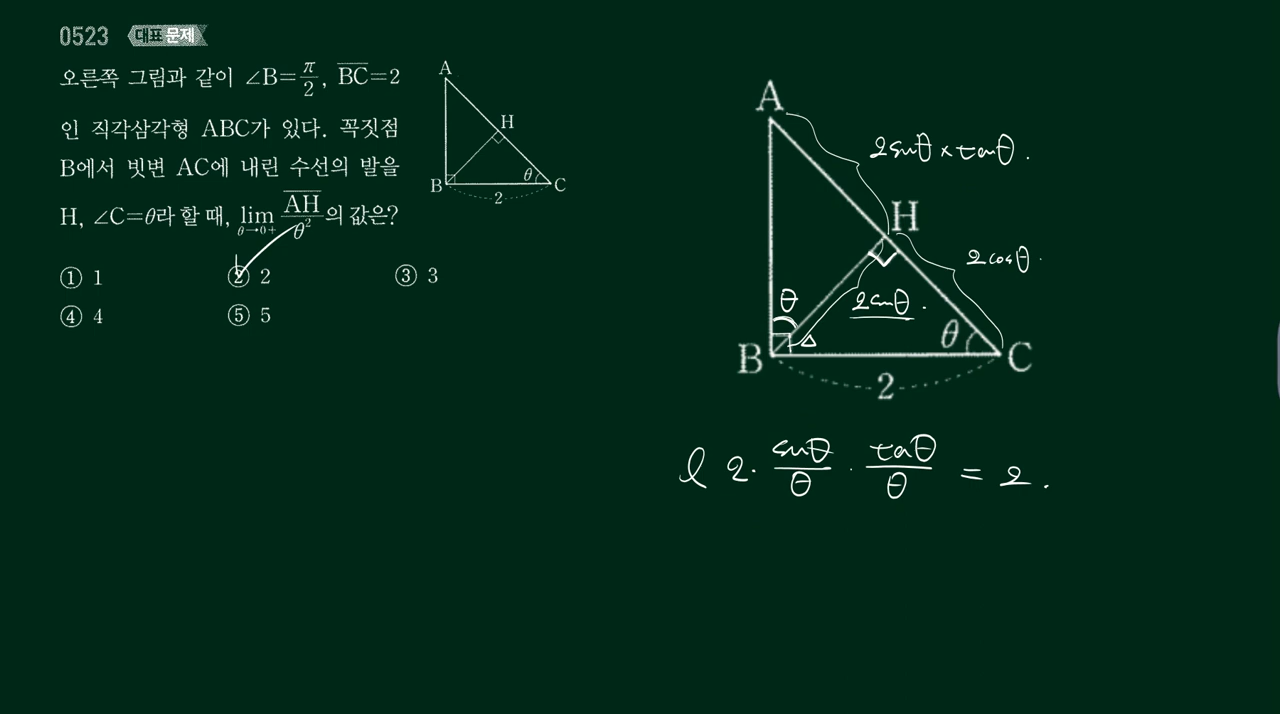 0523 대표 문제
오른쪽 그림과 같이 ∠B=π/2, BC=2
인 직각삼각형 ABC가 있다. 꼭짓점
B에서 빗변 AC에 내린 수선의 발을
H, ∠C=θ라 할 때, lim θ→0+ AH/θ²의 값은?
① 1 ② 2 ③ 3
④ 4 ⑤ 5
A
H
B θ C
2
A
2sinθ×tanθ.
H
2cosθ.
θ 2sinθ.
B θ C
2
l 2·sinθ/θ·tanθ/θ = 2.